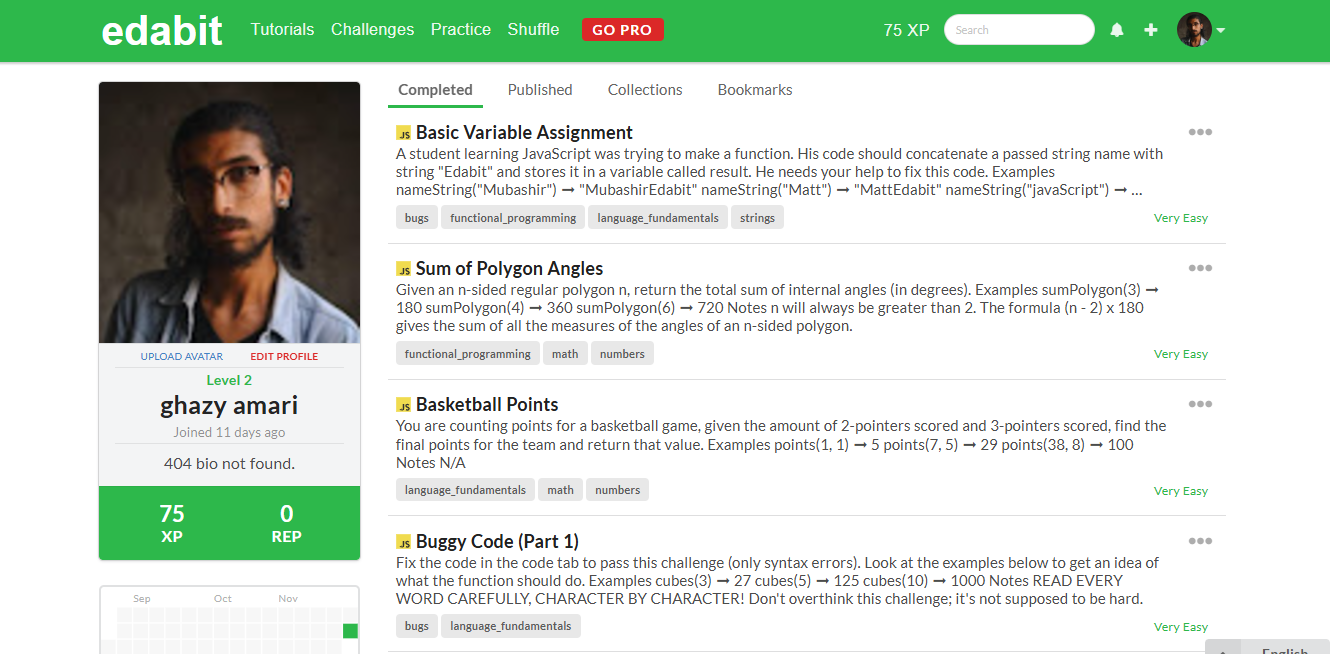 edabit Tutorials Challenges Practice Shuffle GO PRO 75 XP Search
Completed Published Collections Bookmarks
UPLOAD AVATAR EDIT PROFILE
Level 2
ghazy amari
Joined 11 days ago
404 bio not found.
75 0
XP REP
Sep Oct Nov
JS Basic Variable Assignment
A student learning JavaScript was trying to make a function. His code should concatenate a passed string name with
string "Edabit" and stores it in a variable called result. He needs your help to fix this code. Examples
nameString("Mubashir") ➞ "MubashirEdabit" nameString("Matt") ➞ "MattEdabit" nameString("javaScript") ➞ ...
bugs functional_programming language_fundamentals strings Very Easy
JS Sum of Polygon Angles
Given an n-sided regular polygon n, return the total sum of internal angles (in degrees). Examples sumPolygon(3) ➞
180 sumPolygon(4) ➞ 360 sumPolygon(6) ➞ 720 Notes n will always be greater than 2. The formula (n - 2) x 180
gives the sum of all the measures of the angles of an n-sided polygon.
functional_programming math numbers Very Easy
JS Basketball Points
You are counting points for a basketball game, given the amount of 2-pointers scored and 3-pointers scored, find the
final points for the team and return that value. Examples points(1, 1) ➞ 5 points(7, 5) ➞ 29 points(38, 8) ➞ 100
Notes N/A
language_fundamentals math numbers Very Easy
JS Buggy Code (Part 1)
Fix the code in the code tab to pass this challenge (only syntax errors). Look at the examples below to get an idea of
what the function should do. Examples cubes(3) ➞ 27 cubes(5) ➞ 125 cubes(10) ➞ 1000 Notes READ EVERY
WORD CAREFULLY, CHARACTER BY CHARACTER! Don't overthink this challenge; it's not supposed to be hard.
bugs language_fundamentals Very Easy
English